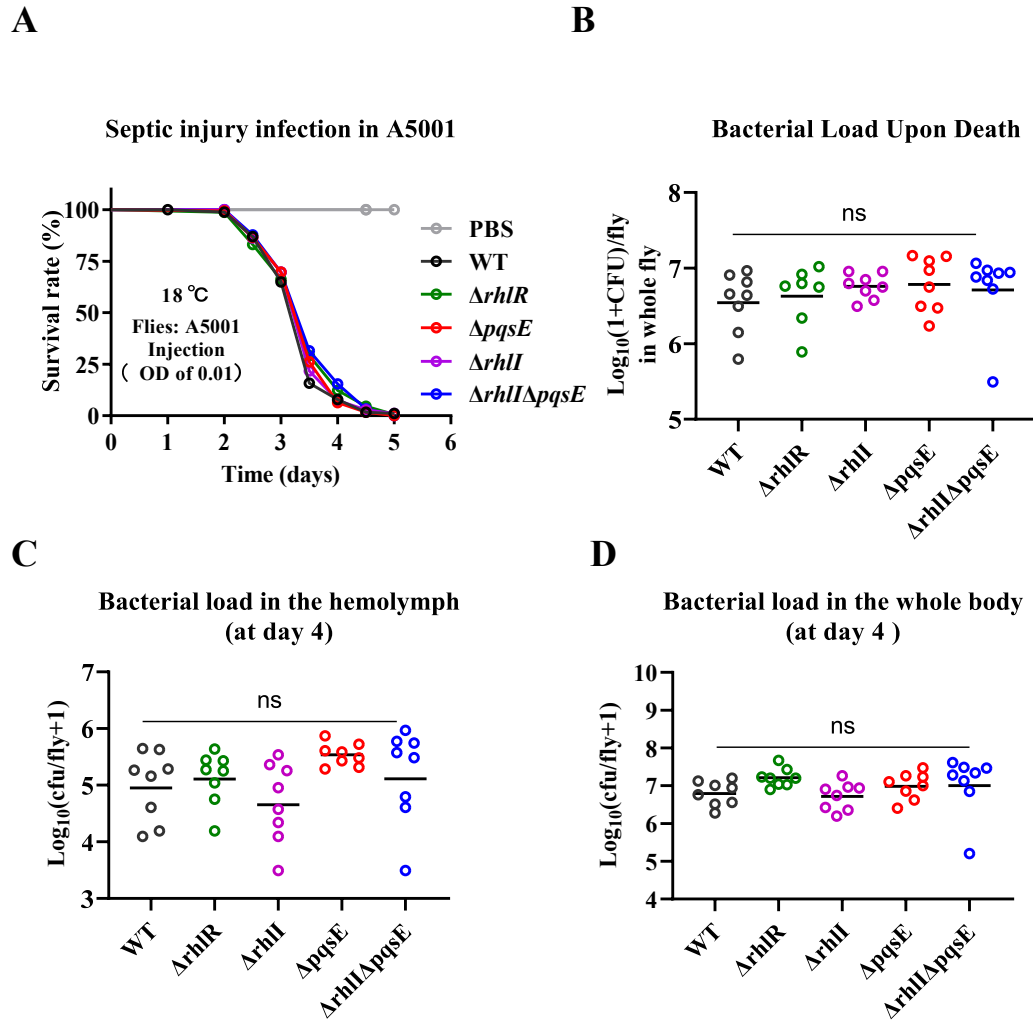 A
B
Septic injury infection in A5001
Survival rate (%)
100
75
50
25
0
0 1 2 3 4 5 6
Time (days)
18 ℃
Flies: A5001
Injection
( OD of 0.01)
PBS
WT
ΔrhlR
ΔpqsE
ΔrhlI
ΔrhlIΔpqsE
Bacterial Load Upon Death
Log10(1+CFU)/fly
in whole fly
8
7
6
5
ns
WT
ΔrhlR
ΔrhlI
ΔpqsE
ΔrhlIΔpqsE
C
D
Bacterial load in the hemolymph
(at day 4)
Log10(cfu/fly+1)
7
6
5
4
3
ns
WT
ΔrhlR
ΔrhlI
ΔpqsE
ΔrhlIΔpqsE
Bacterial load in the whole body
(at day 4 )
Log10(cfu/fly+1)
10
9
8
7
6
5
4
ns
WT
ΔrhlR
ΔrhlI
ΔpqsE
ΔrhlIΔpqsE